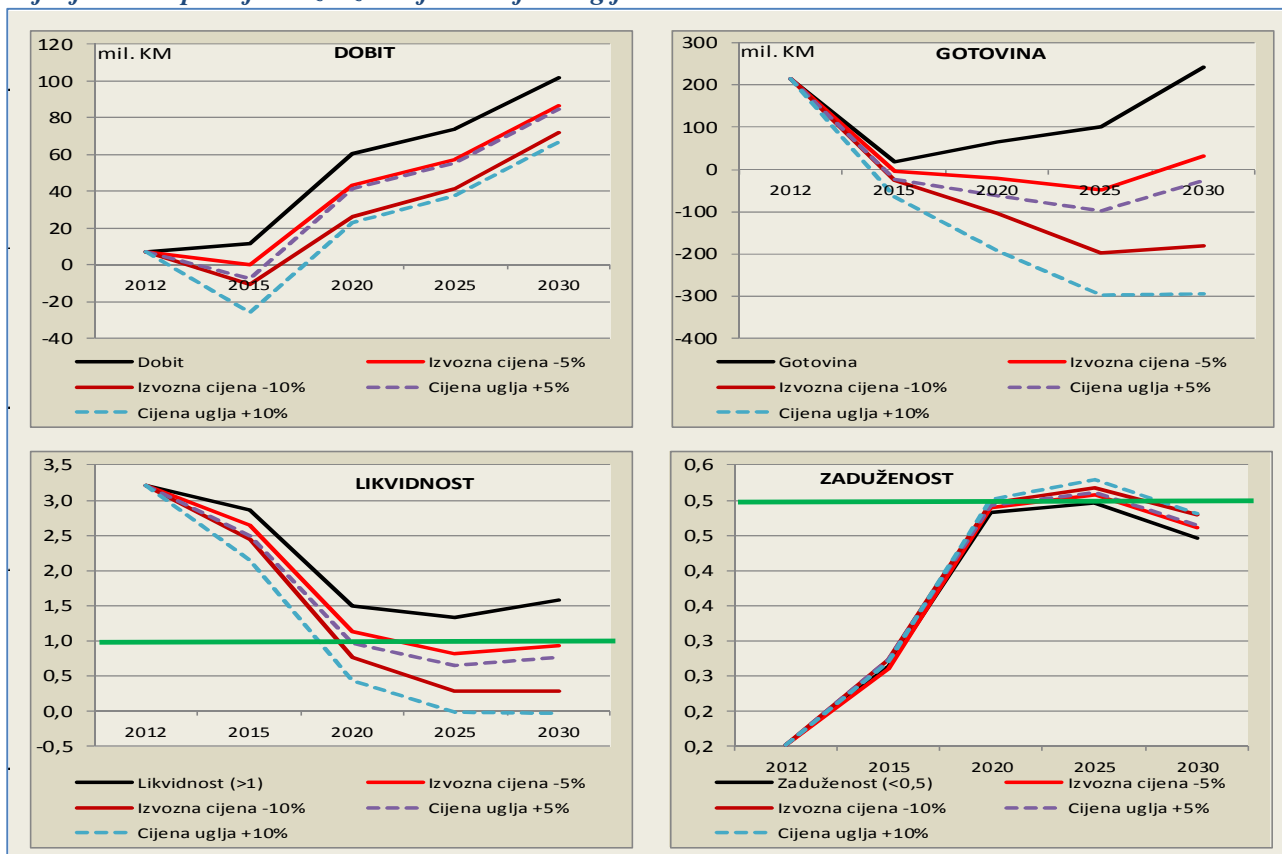 mil. KM DOBIT
120
100
80
60
40
20
0
-20
-40
2012 2015 2020 2025 2030
Dobit Izvozna cijena -5%
Izvozna cijena -10% Cijena uglja +5%
Cijena uglja +10%
mil. KM GOTOVINA
300
200
100
0
-100
-200
-300
-400
2012 2015 2020 2025 2030
Gotovina Izvozna cijena -5%
Izvozna cijena -10% Cijena uglja +5%
Cijena uglja +10%
LIKVIDNOST
3,5
3,0
2,5
2,0
1,5
1,0
0,5
0,0
-0,5
2012 2015 2020 2025 2030
Likvidnost (>1) Izvozna cijena -5%
Izvozna cijena -10% Cijena uglja +5%
Cijena uglja +10%
ZADUŽENOST
0,6
0,5
0,5
0,4
0,4
0,3
0,3
0,2
0,2
2012 2015 2020 2025 2030
Zaduženost (<0,5) Izvozna cijena -5%
Izvozna cijena -10% Cijena uglja +5%
Cijena uglja +10%